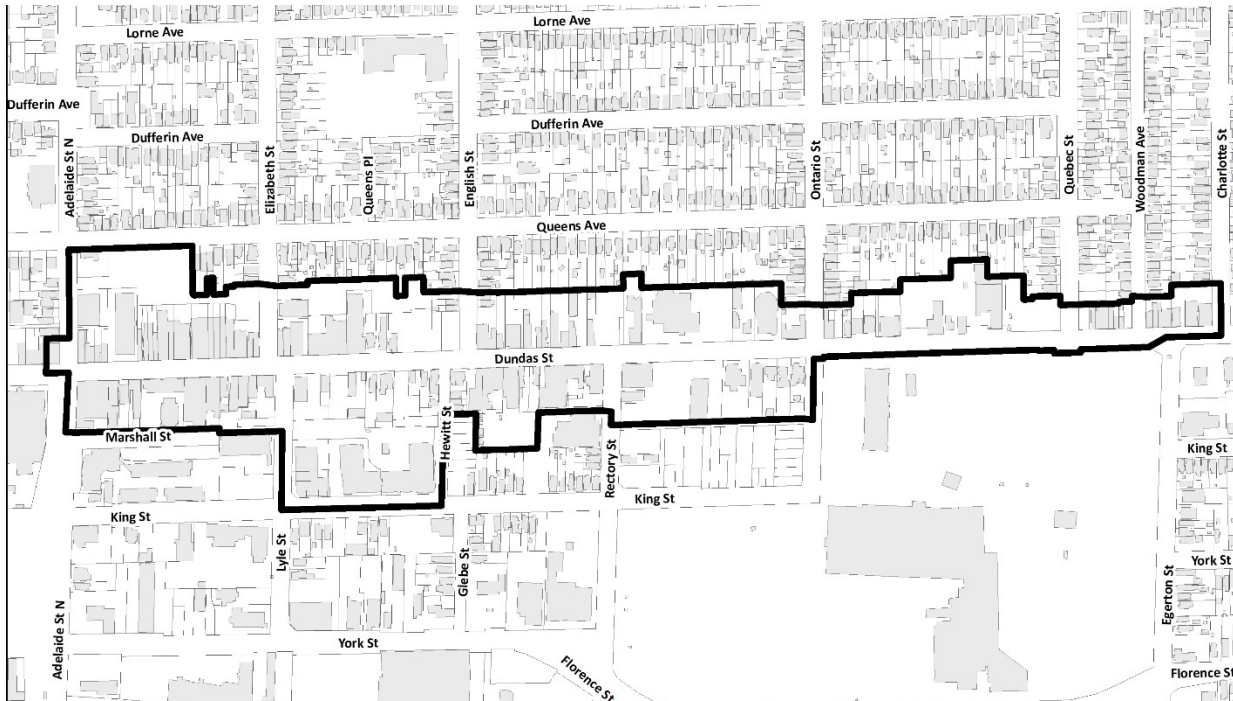 Lorne Ave
Lorne Ave
Dufferin Ave
Dufferin Ave
Dufferin Ave
Adelaide St N
Elizabeth St
Queens Pl
English St
Ontario St
Quebec St
Woodman Ave
Charlotte St
Queens Ave
Dundas St
Marshall St
Hewitt St
Rectory St
King St
King St
King St
Lyle St
Glebe St
York St
Egerton St
Adelaide St N
York St
Florence St
Florence St